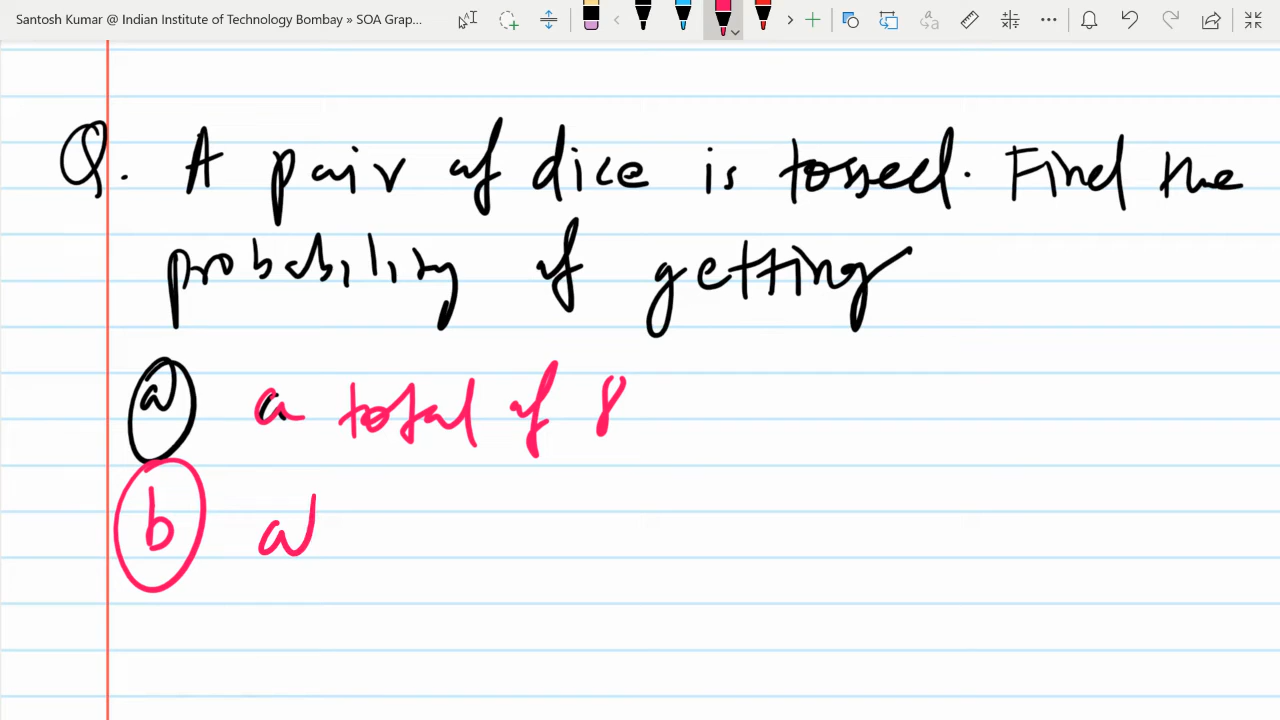 Santosh Kumar @ Indian Institute of Technology Bombay » SOA Grap...
Q. A pair of dice is tossed. Find the
probability of getting
a a total of 8
b a